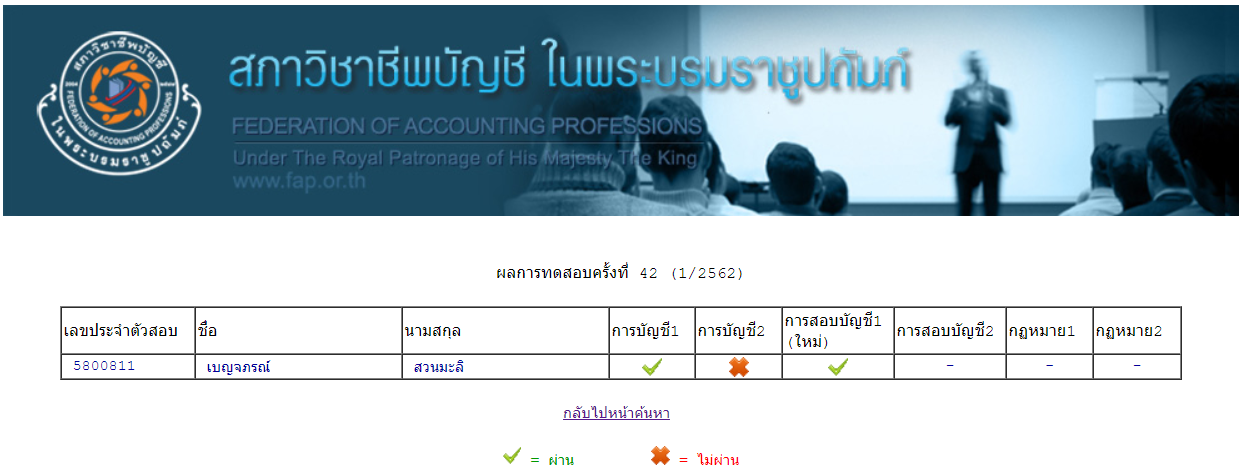 สภาวิชาชีพบัญชี ในพระบรมราชูปถัมภ์
FEDERATION OF ACCOUNTING PROFESSIONS
Under The Royal Patronage of His Majesty The King
www.fap.or.th
สภาวิชาชีพบัญชี
FEDERATION OF ACCOUNTING PROFESSIONS
ในพระบรมราชูปถัมภ์
ผลการทดสอบครั้งที่ 42 (1/2562)
เลขประจำตัวสอบ ชื่อ นามสกุล การบัญชี1 การบัญชี2 การสอบบัญชี1 (ใหม่) การสอบบัญชี2 กฏหมาย1 กฏหมาย2
5800811 เบญจภรณ์ สวนมะลิ - - -
กลับไปหน้าค้นหา
= ผ่าน = ไม่ผ่าน